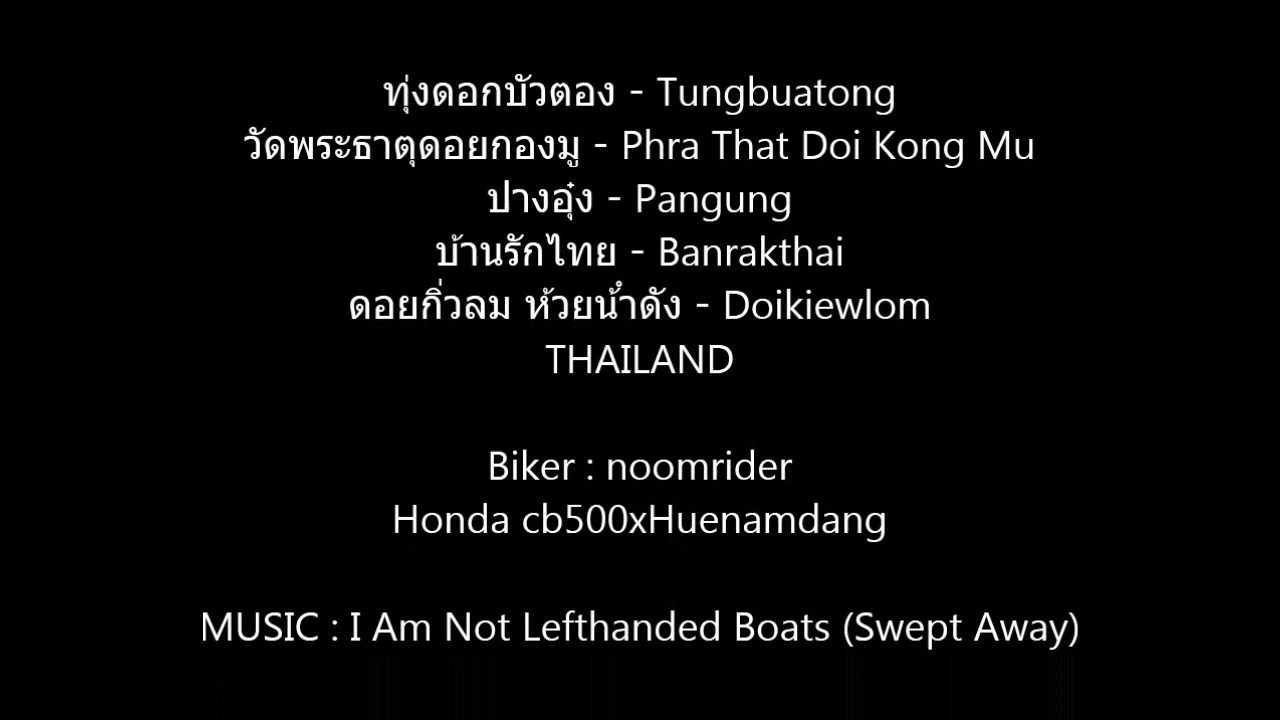 ทุ่งดอกบัวตอง - Tungbuatong
วัดพระธาตุดอยกองมู - Phra That Doi Kong Mu
ปางอุ๋ง - Pangung
บ้านรักไทย - Banrakthai
ดอยกิ่วลม ห้วยน้ำดัง - Doikiewlom
THAILAND
Biker : noomrider
Honda cb500xHuenamdang
MUSIC : I Am Not Lefthanded Boats (Swept Away)